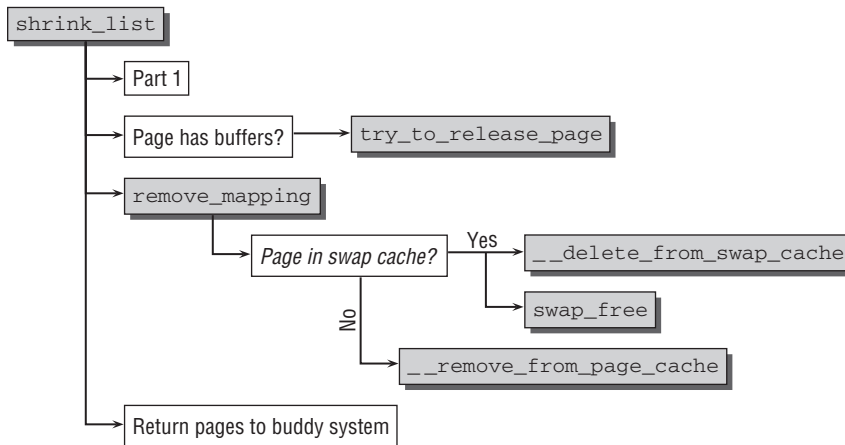 shrink_list
Part 1
Page has buffers?
try_to_release_page
remove_mapping
Page in swap cache?
Yes
__delete_from_swap_cache
swap_free
No
__remove_from_page_cache
Return pages to buddy system